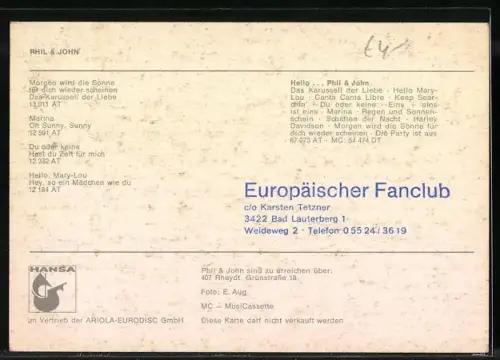 PHIL & JOHN
Morgen wird die Sonne
für dich wieder scheinen
Das Karussell der Liebe
13 013 AT
Marina
Oh Sunny, Sunny
12 591 AT
Du oder keine
Hast du Zeit für mich
12 332 AT
Hello, Mary-Lou
Hey, so ein Mädchen wie du
12 184 AT
Hello . . . Phil & John
Das Karussell der Liebe · Hello Mary-
Lou · Canta Canta Libre · Keep Sear-
chin' · Du oder keine · Eins + eins
ist eins · Marina · Regen und Sonnen-
schein · Schatten der Nacht · Harley
Davidson · Morgen wird die Sonne für
dich wieder scheinen · Die Party ist aus
87 073 AT · MC: 54 474 DT
Europäischer Fanclub
c/o Karsten Tetzner
3422 Bad Lauterberg 1
Weideweg 2 · Telefon 0 55 24 / 36 19
HANSA
im Vertrieb der ARIOLA-EURODISC GmbH
Phil & John sind zu erreichen über:
407 Rheydt, Grünstraße 18
Foto: E. Aug
MC = MusiCassette
Diese Karte darf nicht verkauft werden